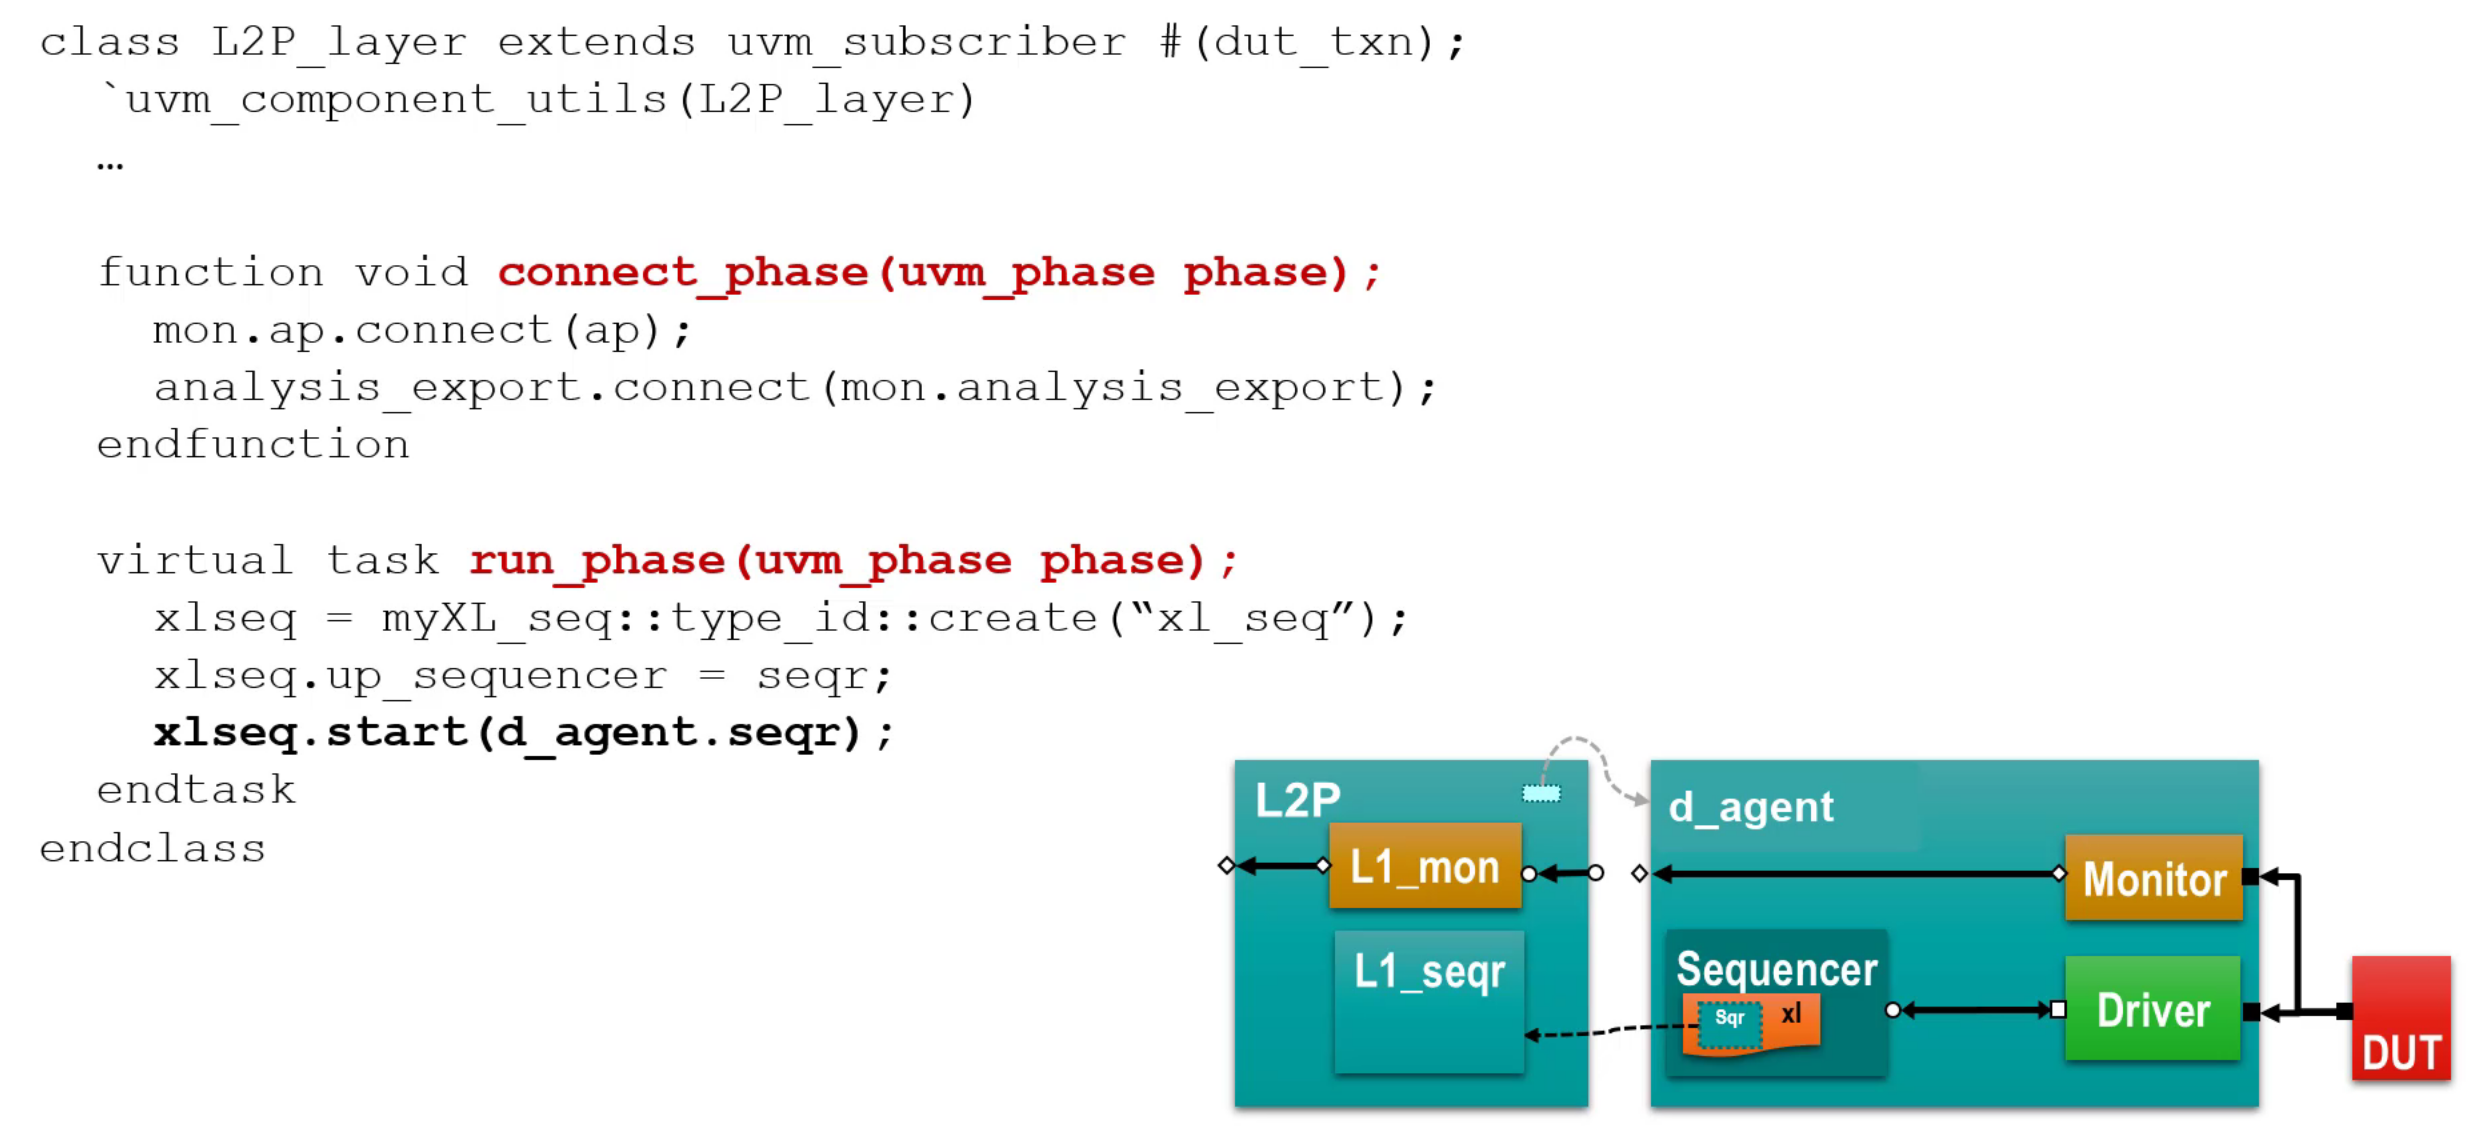 class L2P_layer extends uvm_subscriber #(dut_txn);
  `uvm_component_utils(L2P_layer)
  …
  function void connect_phase(uvm_phase phase);
    mon.ap.connect(ap);
    analysis_export.connect(mon.analysis_export);
  endfunction
  virtual task run_phase(uvm_phase phase);
    xlseq = myXL_seq::type_id::create(“xl_seq”);
    xlseq.up_sequencer = seqr;
    xlseq.start(d_agent.seqr);
  endtask
endclass
L2P
L1_mon
L1_seqr
d_agent
Monitor
Sequencer
Sqr xl
Driver
DUT